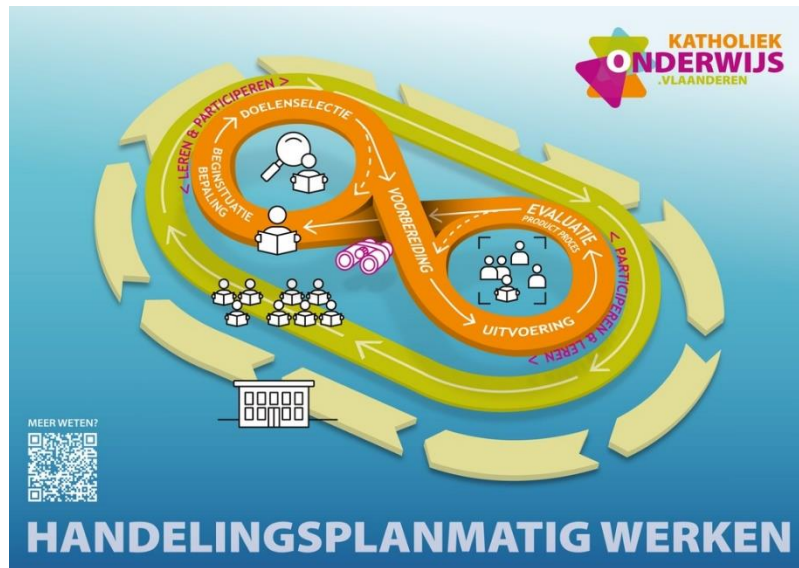 KATHOLIEK
ONDERWIJS
.VLAANDEREN
< LEREN & PARTICIPEREN >
DOELENSELECTIE
BEGINSITUATIE
BEPALING
VOORBEREIDING
EVALUATIE
PRODUCT PROCES
UITVOERING
< PARTICIPEREN & LEREN >
MEER WETEN?
HANDELINGSPLANMATIG WERKEN